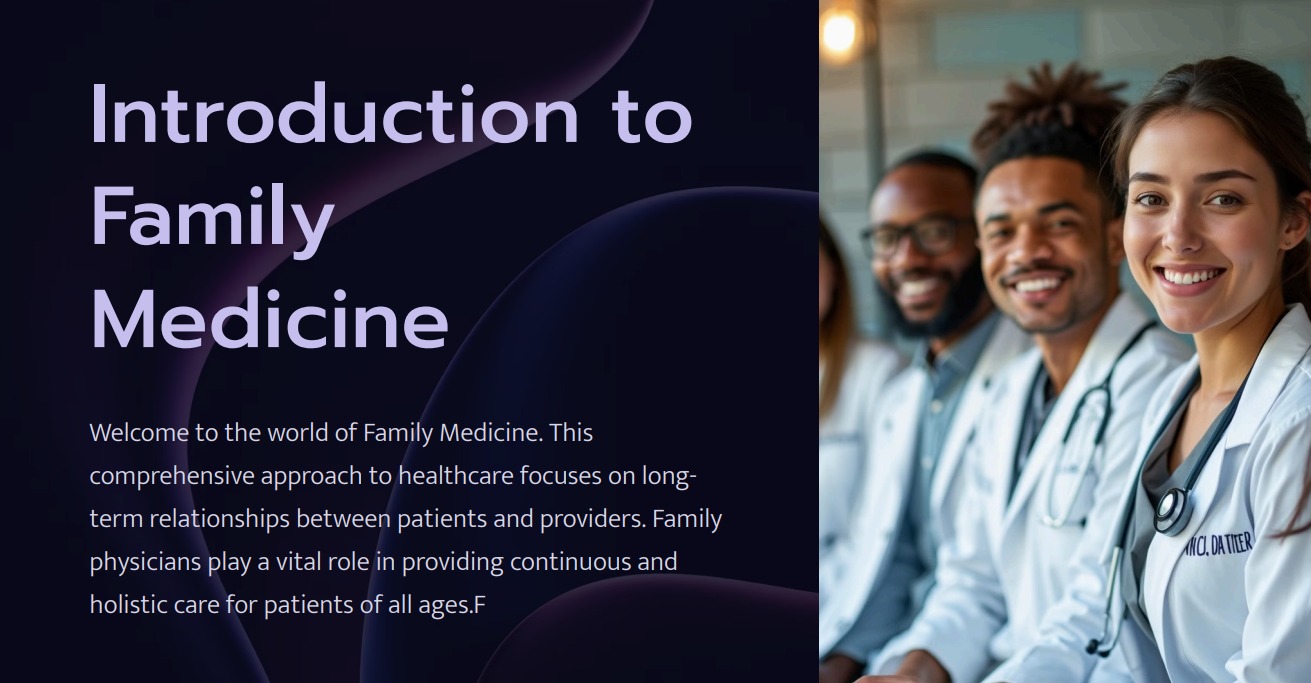 Introduction to
Family
Medicine
Welcome to the world of Family Medicine. This
comprehensive approach to healthcare focuses on long-
term relationships between patients and providers. Family
physicians play a vital role in providing continuous and
holistic care for patients of all ages.F